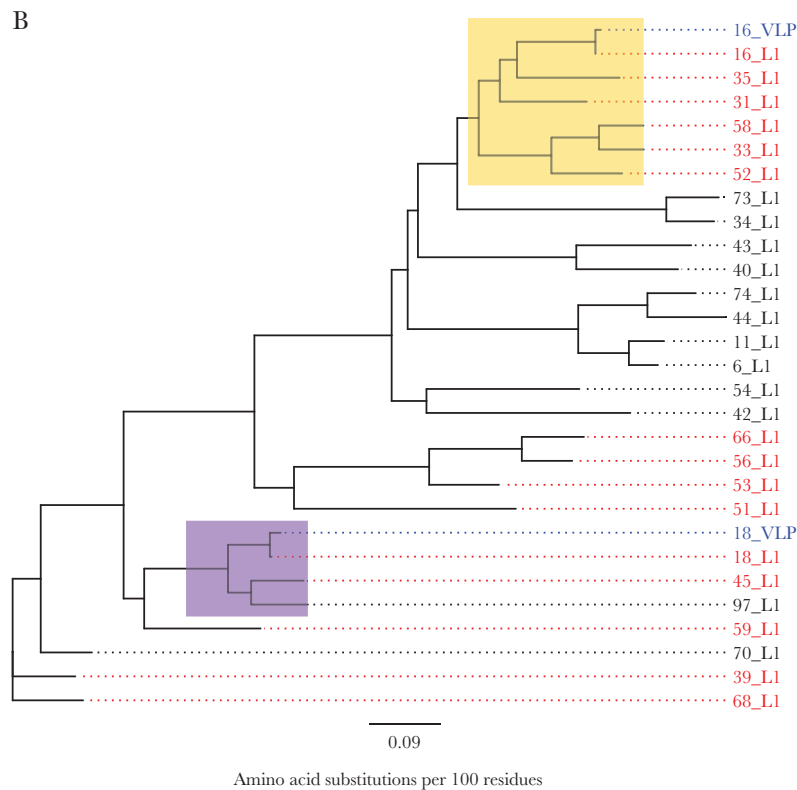 B
16_VLP
16_L1
35_L1
31_L1
58_L1
33_L1
52_L1
73_L1
34_L1
43_L1
40_L1
74_L1
44_L1
11_L1
6_L1
54_L1
42_L1
66_L1
56_L1
53_L1
51_L1
18_VLP
18_L1
45_L1
97_L1
59_L1
70_L1
39_L1
68_L1
0.09
Amino acid substitutions per 100 residues